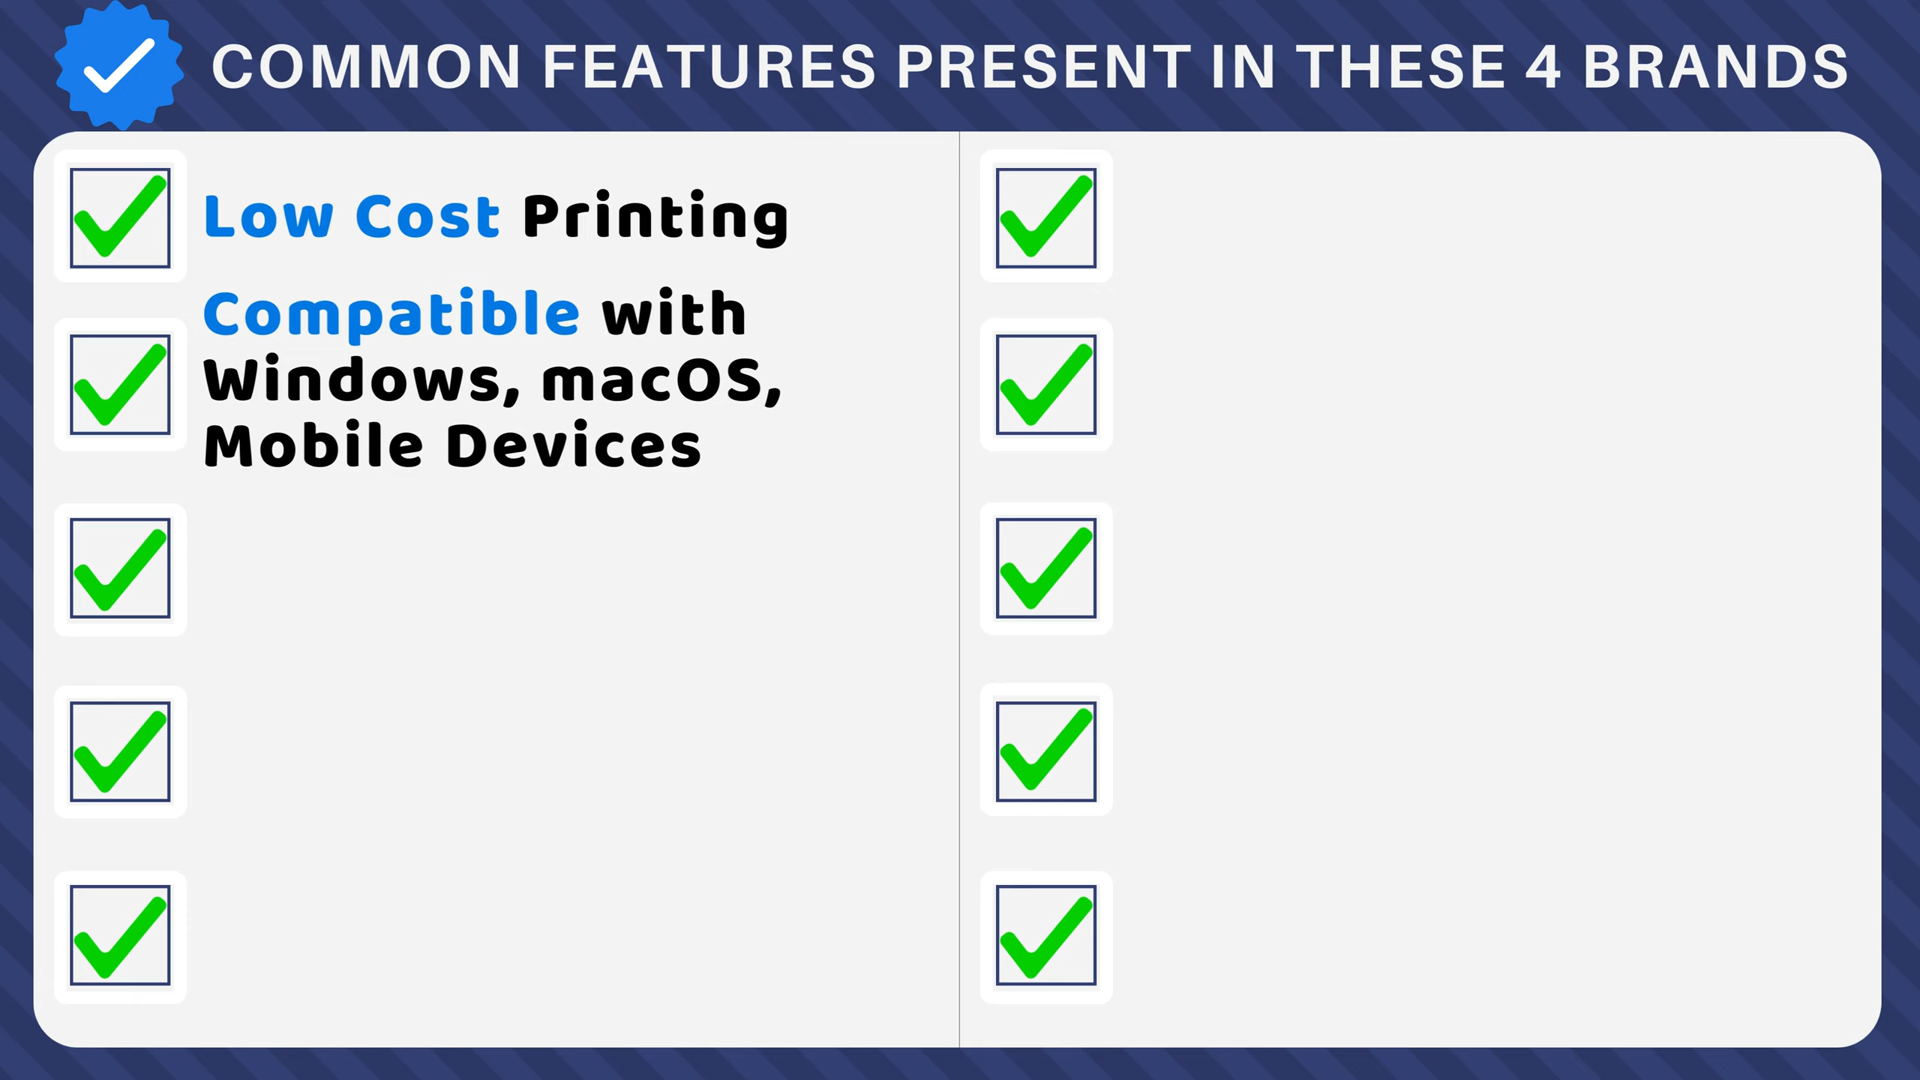 COMMON FEATURES PRESENT IN THESE 4 BRANDS
Low Cost Printing
Compatible with
Windows, macOS,
Mobile Devices